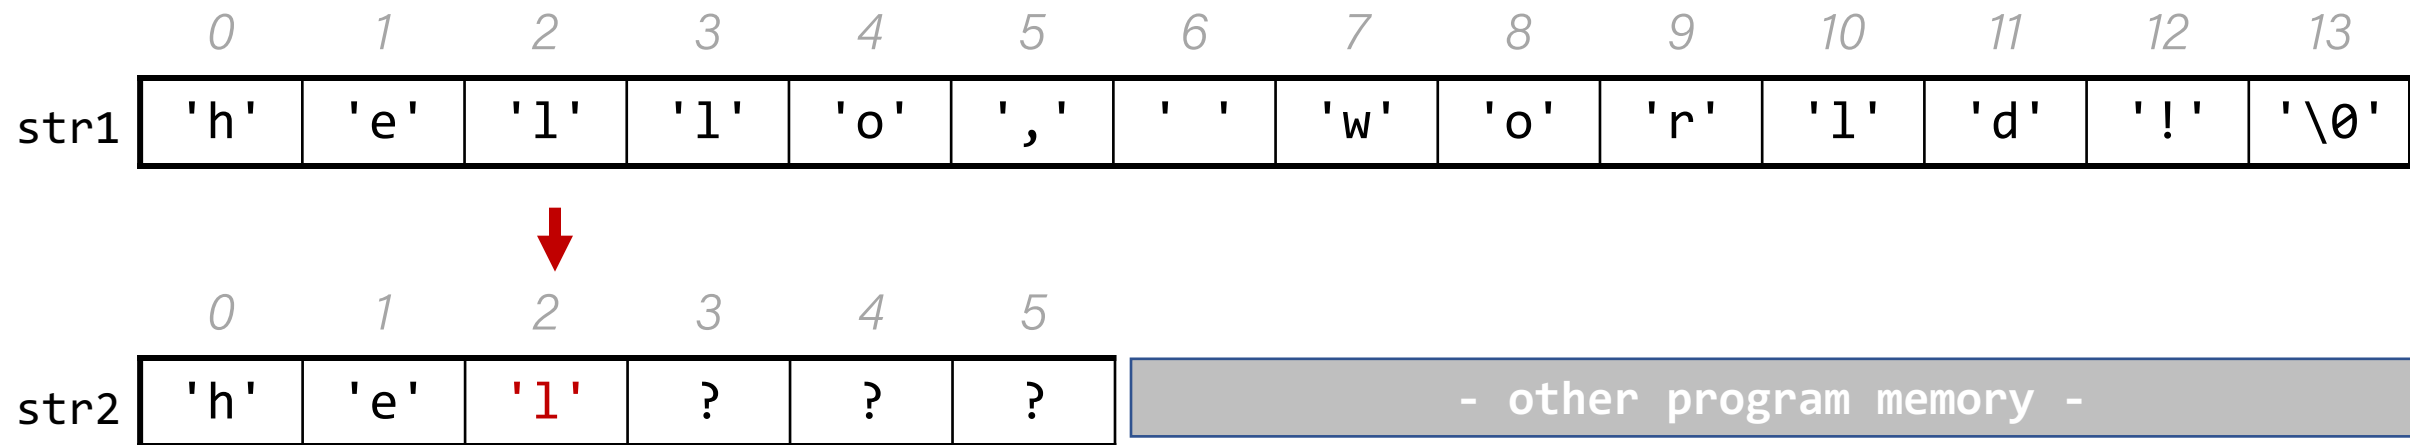 0 1 2 3 4 5 6 7 8 9 10 11 12 13
str1 'h' 'e' 'l' 'l' 'o' ',' ' ' 'w' 'o' 'r' 'l' 'd' '!' '\0'
0 1 2 3 4 5
str2 'h' 'e' 'l' ? ? ? - other program memory -